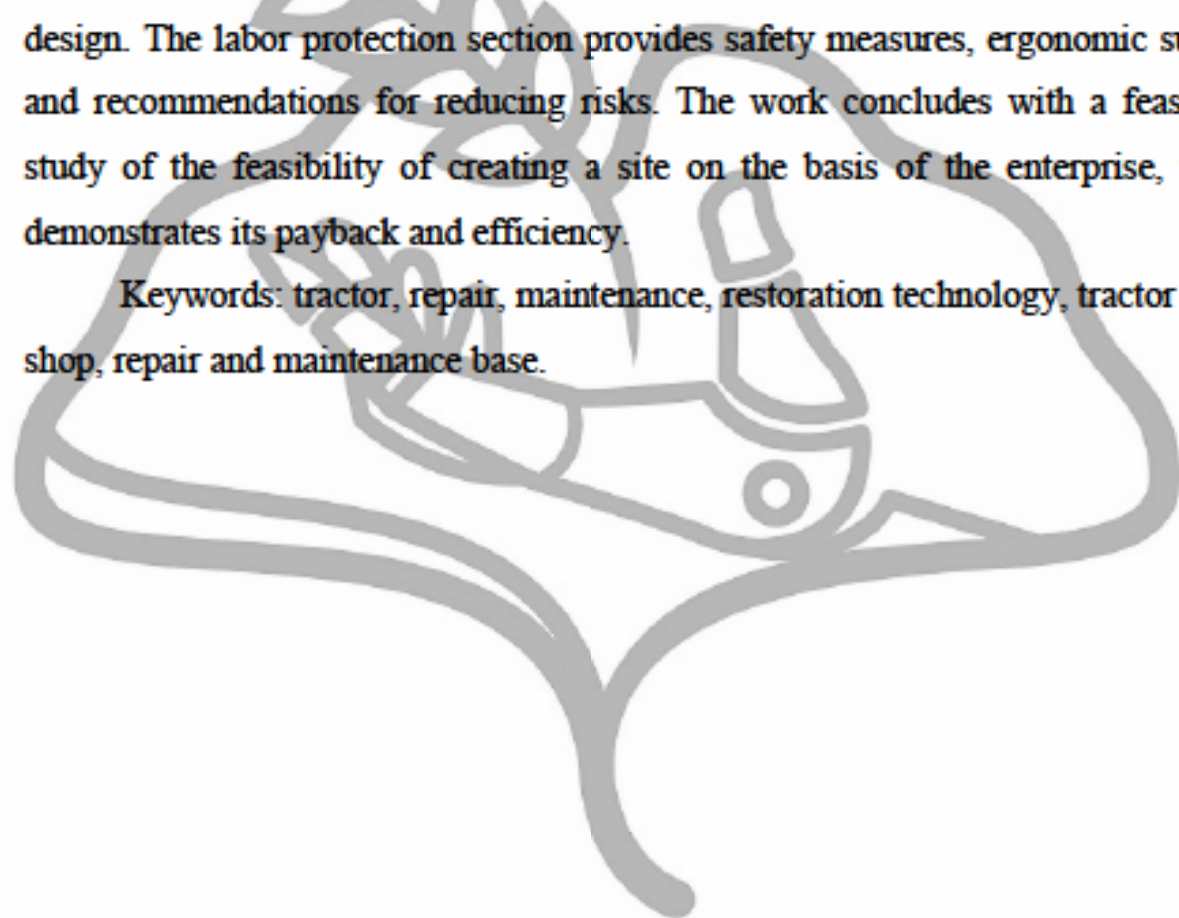 design. The labor protection section provides safety measures, ergonomic
and recommendations for reducing risks. The work concludes with a
study of the feasibility of creating a site on the basis of the enterprise,
demonstrates its payback and efficiency.
Keywords: tractor, repair, maintenance, restoration technology, tractor
shop, repair and maintenance base.